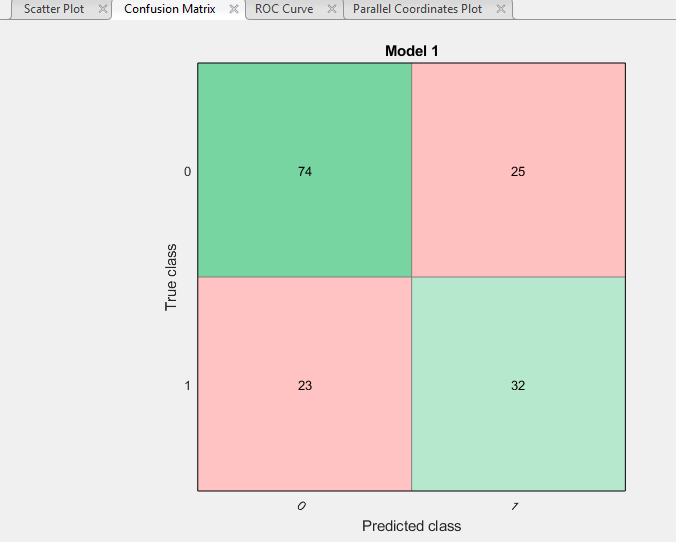 Scatter Plot Confusion Matrix ROC Curve Parallel Coordinates Plot
Model 1
0 74 25
True class
1 23 32
0 1
Predicted class